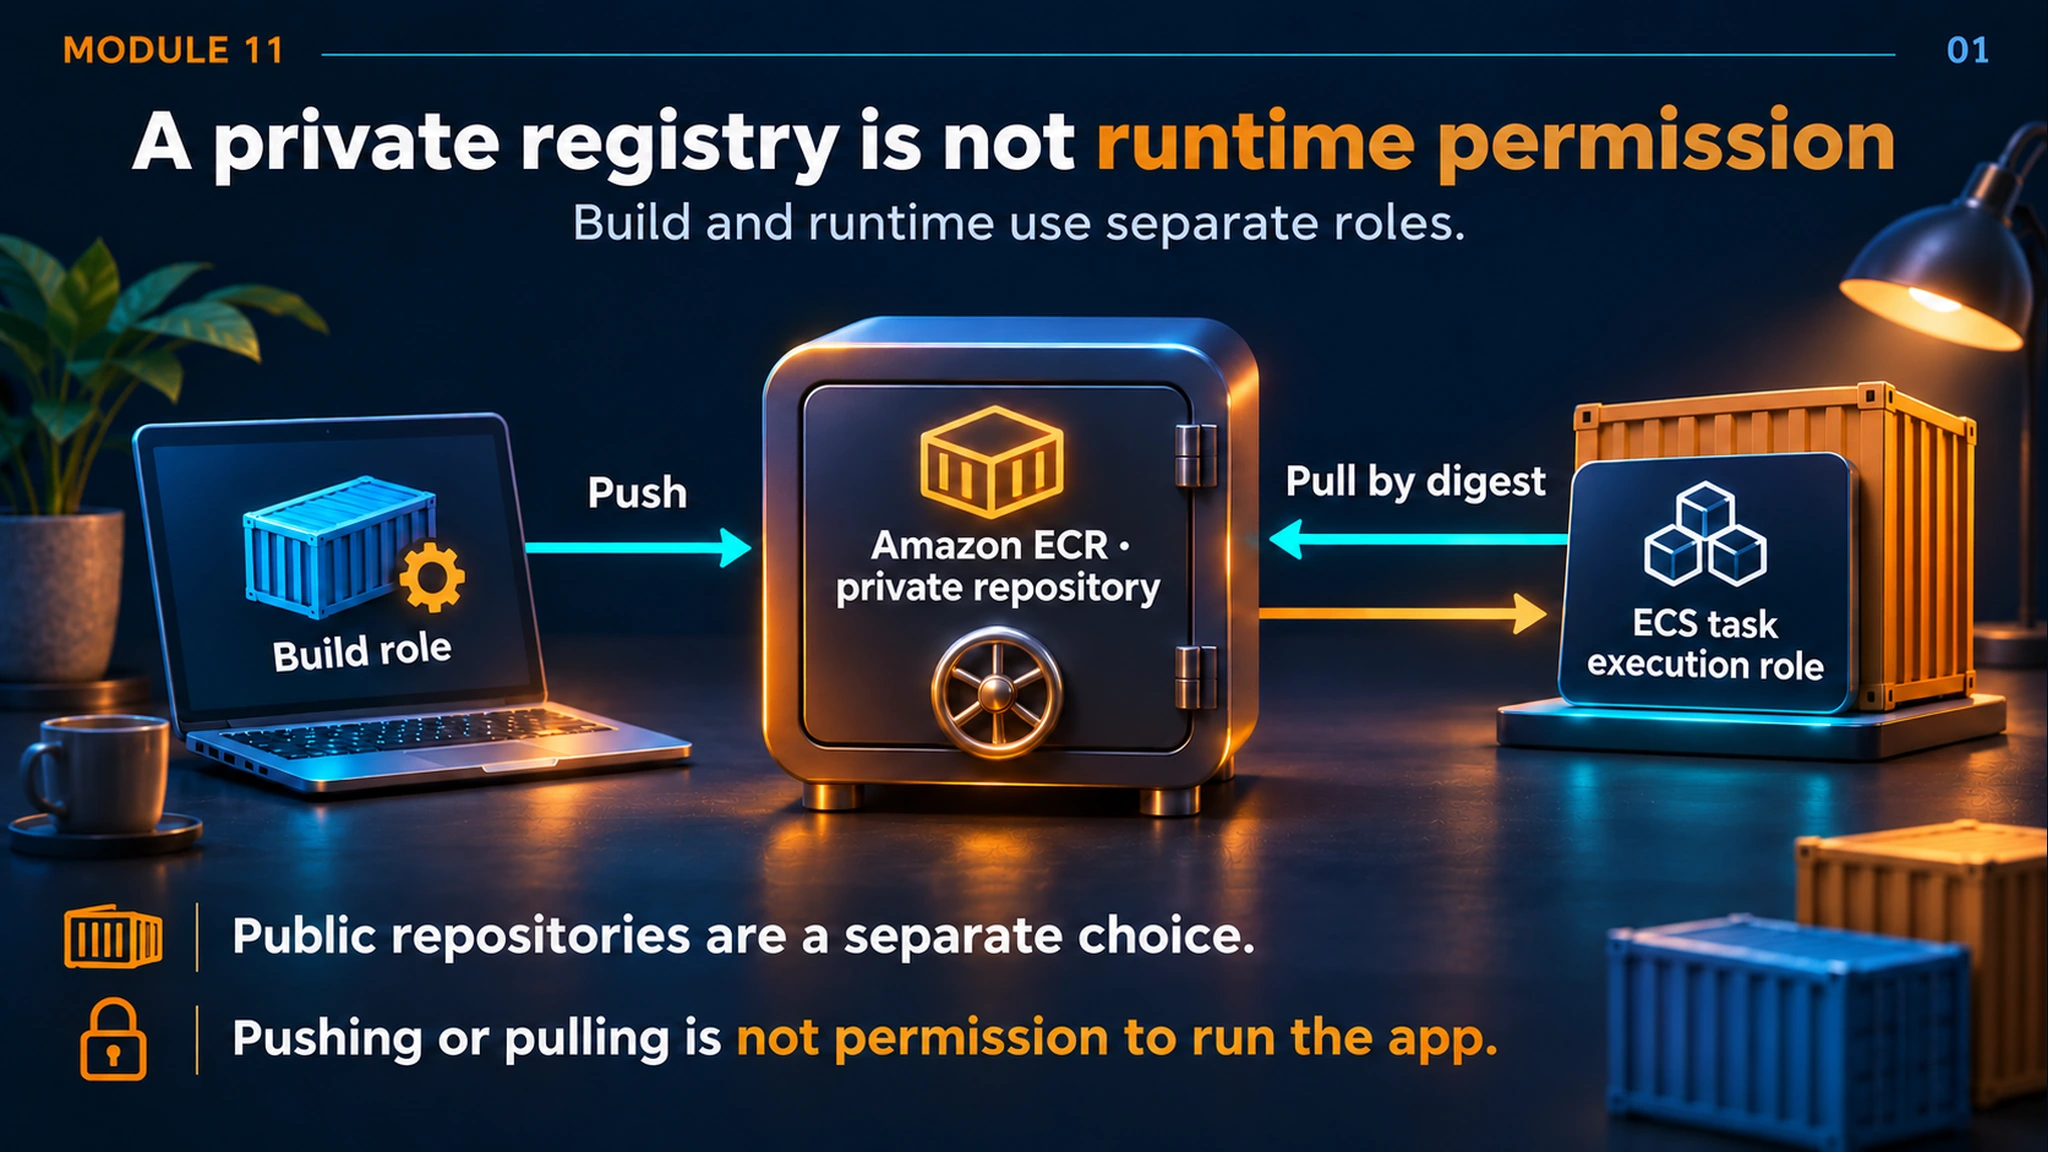 MODULE 11
01
A private registry is not runtime permission
Build and runtime use separate roles.
Build role
Push
Amazon ECR •
private repository
Pull by digest
ECS task
execution role
Public repositories are a separate choice.
Pushing or pulling is not permission to run the app.